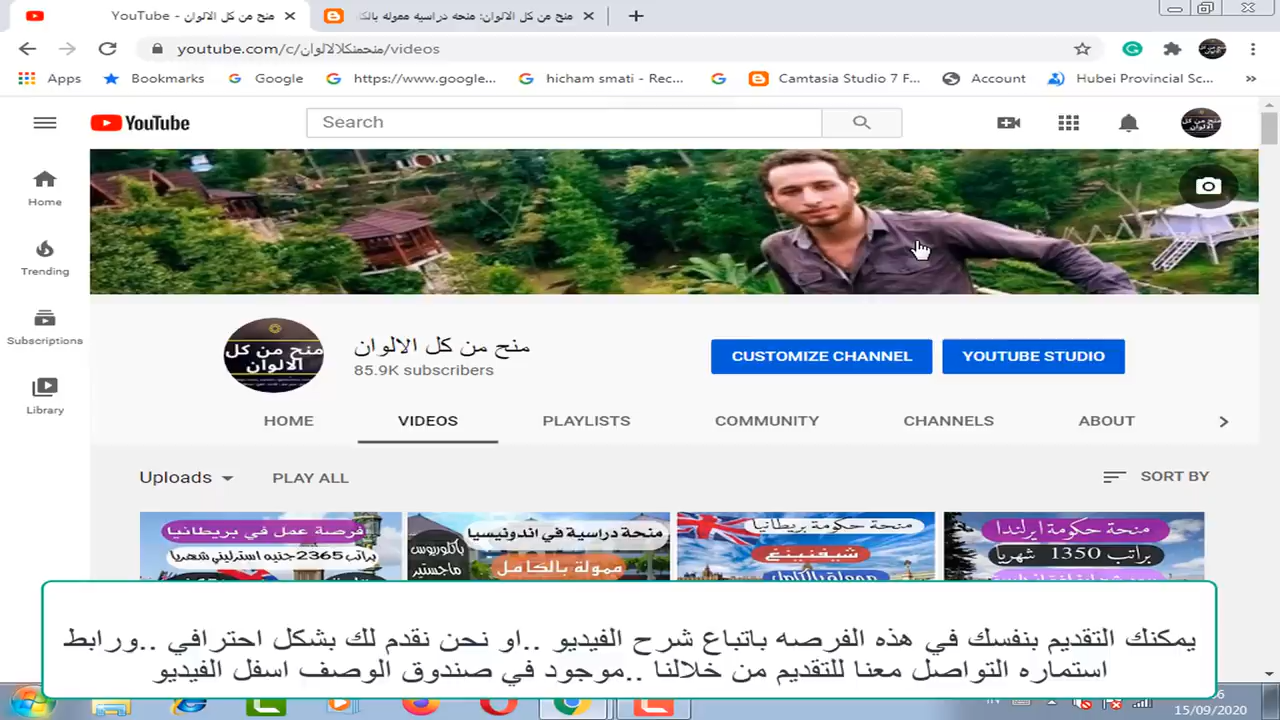 منح من كل الالوان - YouTube
منح من كل الالوان: منحه دراسيه مموله بالك
youtube.com/c/منحمنكلالالوان/videos
Apps
Bookmarks
Google
https://www.google...
hicham smati - Rec...
Camtasia Studio 7 F...
Account
Hubei Provincial Sc...
YouTube
Search
Home
Trending
Subscriptions
Library
منح من كل
الالوان
منح من كل الالوان
85.9K subscribers
CUSTOMIZE CHANNEL
YOUTUBE STUDIO
HOME
VIDEOS
PLAYLISTS
COMMUNITY
CHANNELS
ABOUT
Uploads
PLAY ALL
SORT BY
فرصة عمل في بريطانيا
براتب 2365 جنيه استرليني شهريا
منحة دراسية في اندونيسيا
باكلوريوس
ماجستير
ممولة بالكامل
منحة حكومة بريطانيا
شيفنينغ
ممولة بالكامل
منحة حكومة ايرلندا
براتب 1350 شهريا
يمكنك التقديم بنفسك في هذه الفرصه باتباع شرح الفيديو ..او نحن نقدم لك بشكل احترافي ..ورابط
استماره التواصل معنا للتقديم من خلالنا ..موجود في صندوق الوصف اسفل الفيديو
IN
15/09/2020